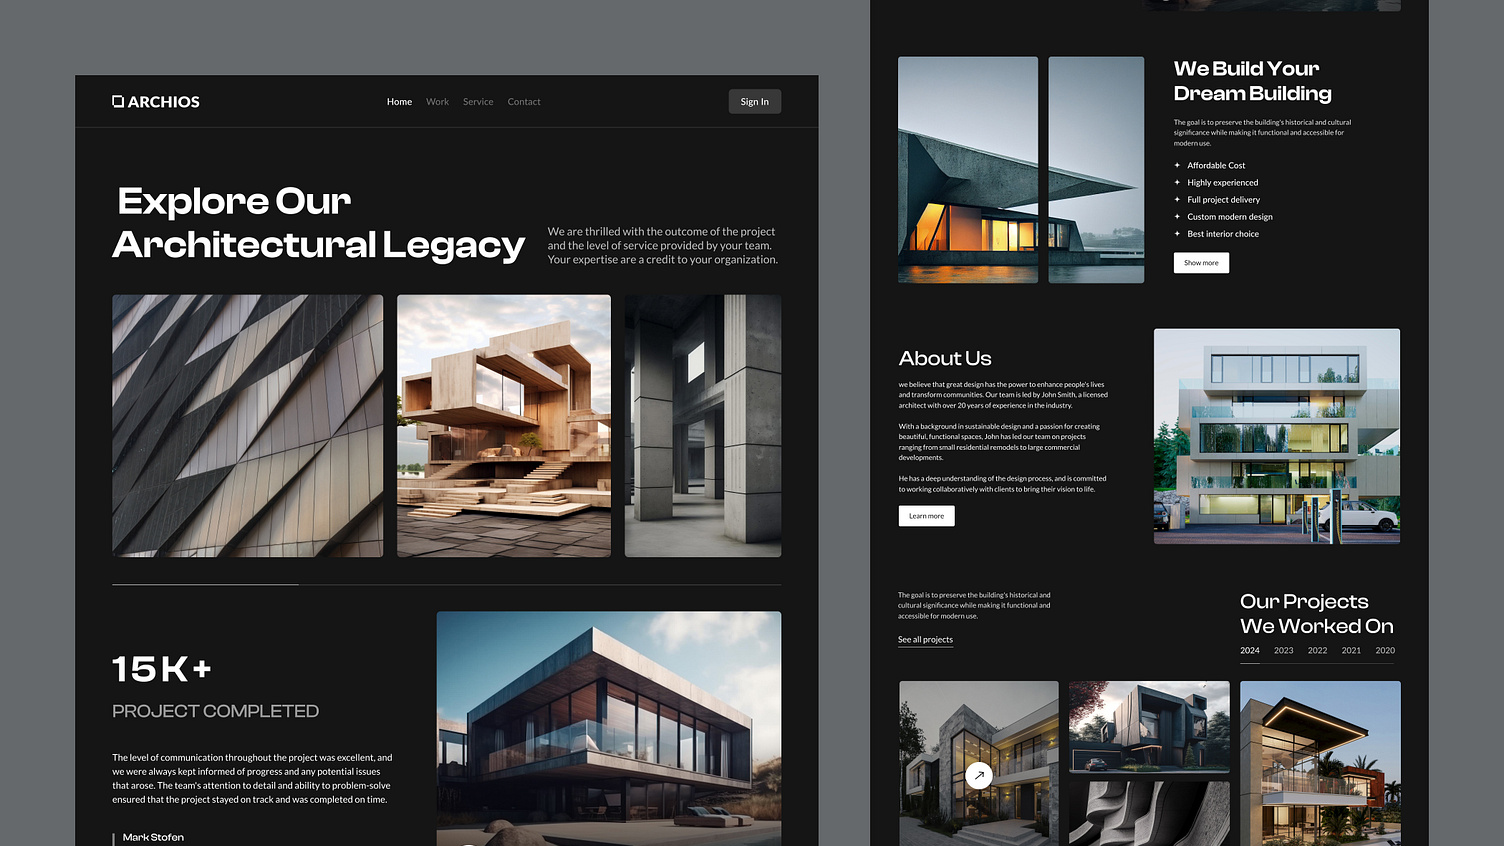 ARCHIOS
Home Work Service Contact
Sign In
Explore Our
Architectural Legacy
We are thrilled with the outcome of the project
and the level of service provided by your team.
Your expertise are a credit to your organization.
15K+
PROJECT COMPLETED
The level of communication throughout the project was excellent, and
we were always kept informed of progress and any potential issues
that arose. The team's attention to detail and ability to problem-solve
ensured that the project stayed on track and was completed on time.
Mark Stofen
We Build Your
Dream Building
The goal is to preserve the building's historical and cultural
significance while making it functional and accessible for
modern use.
Affordable Cost
Highly experienced
Full project delivery
Custom modern design
Best interior choice
Show more
About Us
we believe that great design has the power to enhance people's lives
and transform communities. Our team is led by John Smith, a licensed
architect with over 20 years of experience in the industry.
With a background in sustainable design and a passion for creating
beautiful, functional spaces, John has led our team on projects
ranging from small residential remodels to large commercial
developments.
He has a deep understanding of the design process, and is committed
to working collaboratively with clients to bring their vision to life.
Learn more
The goal is to preserve the building's historical and
cultural significance while making it functional and
accessible for modern use.
See all projects
Our Projects
We Worked On
2024 2023 2022 2021 2020